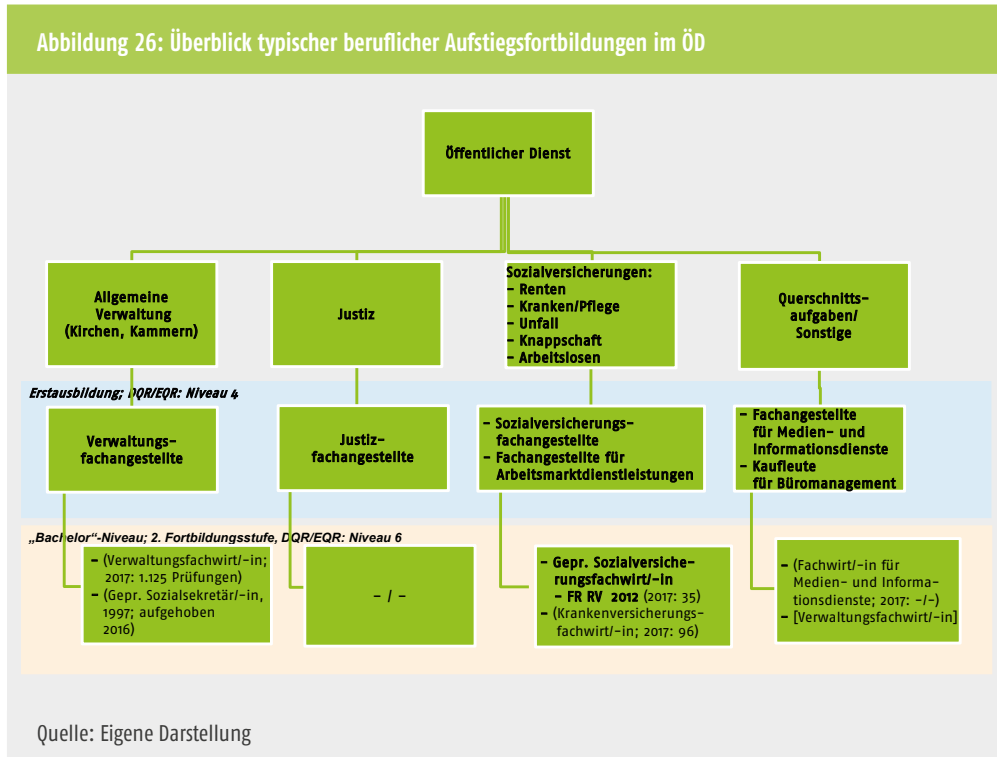 Abbildung 26: Überblick typischer beruflicher Aufstiegsfortbildungen im ÖD
Öffentlicher Dienst
Allgemeine
Verwaltung
(Kirchen, Kammern)
Justiz
Sozialversicherungen:
– Renten
– Kranken/Pflege
– Unfall
– Knappschaft
– Arbeitslosen
Querschnitts-
aufgaben/
Sonstige
Erstausbildung; DQR/EQR: Niveau 4
Verwaltungs-
fachangestellte
Justiz-
fachangestellte
– Sozialversicherungs-
fachangestellte
– Fachangestellte für
Arbeitsmarktdienstleistungen
– Fachangestellte
für Medien- und
Informationsdienste
– Kaufleute
für Büromanagement
„Bachelor“-Niveau; 2. Fortbildungsstufe, DQR/EQR: Niveau 6
– (Verwaltungsfachwirt/-in;
2017: 1.125 Prüfungen)
– (Gepr. Sozialsekretär/-in,
1997; aufgehoben
2016)
– / –
– Gepr. Sozialversiche-
rungsfachwirt/-in
– FR RV 2012 (2017: 35)
– (Krankenversicherungs-
fachwirt/-in; 2017: 96)
– (Fachwirt/-in für
Medien- und Informa-
tionsdienste; 2017: -/-)
– [Verwaltungsfachwirt/-in]
Quelle: Eigene Darstellung